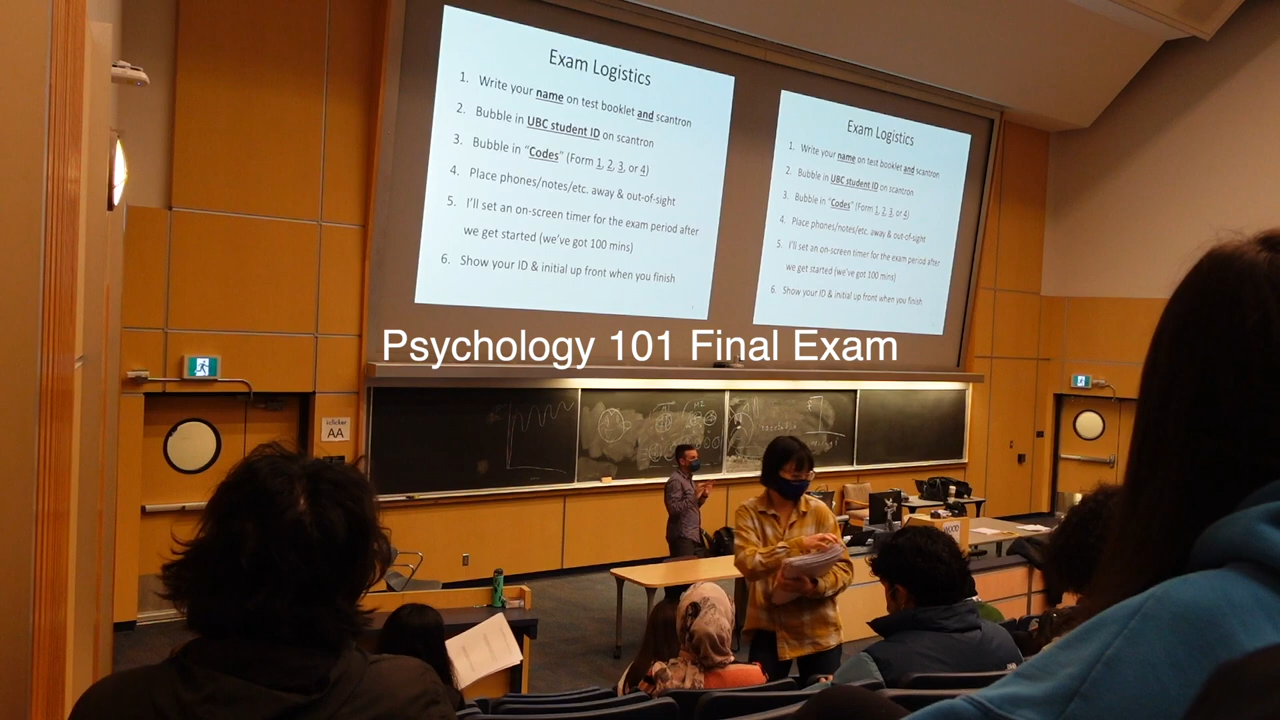 Exam Logistics
1. Write your name on test booklet and scantron
2. Bubble in UBC student ID on scantron
3. Bubble in "Codes" (Form 1, 2, 3, or 4)
4. Place phones/notes/etc. away & out-of-sight
5. I'll set an on-screen timer for the exam period after
we get started (we've got 100 mins)
6. Show your ID & initial up front when you finish
Exam Logistics
1. Write your name on test booklet and scantron
2. Bubble in UBC student ID on scantron
3. Bubble in "Codes" (Form 1, 2, 3, or 4)
4. Place phones/notes/etc. away & out-of-sight
5. I'll set an on-screen timer for the exam period after
we get started (we've got 100 mins)
6. Show your ID & initial up front when you finish
Psychology 101 Final Exam
iclicker
AA
WOOD